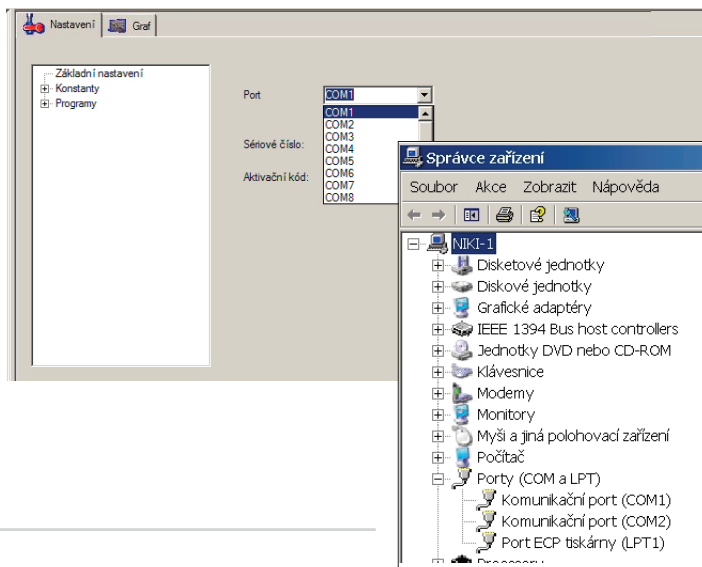 Nastavení
Graf
Základní nastavení
Konstanty
Programy
Port
COM1
COM1
COM2
COM3
COM4
COM5
COM6
COM7
COM8
Sériové číslo:
Aktivační kód:
Správce zařízení
Soubor Akce Zobrazit Nápověda
NIKI-1
Disketové jednotky
Diskové jednotky
Grafické adaptéry
IEEE 1394 Bus host controllers
Jednotky DVD nebo CD-ROM
Klávesnice
Modemy
Monitory
Myši a jiná polohovací zařízení
Počítač
Porty (COM a LPT)
Komunikační port (COM1)
Komunikační port (COM2)
Port ECP tiskárny (LPT1)